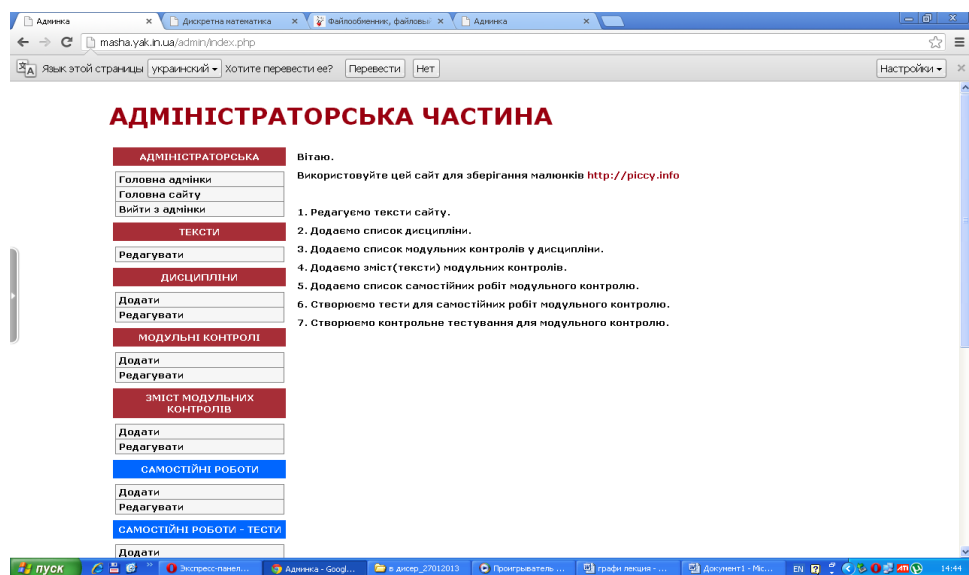 Админка
Дискретна математика
Файлообменник, файловый
Админка
masha.yak.in.ua/admin/index.php
Язык этой страницы украинский Хотите перевести ее? Перевести Нет Настройки
АДМІНІСТРАТОРСЬКА ЧАСТИНА
АДМІНІСТРАТОРСЬКА
Головна адмінки
Головна сайту
Вийти з адмінки
ТЕКСТИ
Редагувати
ДИСЦИПЛІНИ
Додати
Редагувати
МОДУЛЬНІ КОНТРОЛІ
Додати
Редагувати
ЗМІСТ МОДУЛЬНИХ
КОНТРОЛІВ
Додати
Редагувати
САМОСТІЙНІ РОБОТИ
Додати
Редагувати
САМОСТІЙНІ РОБОТИ - ТЕСТИ
Додати
Вітаю.
Використовуйте цей сайт для зберігання малюнків http://piccy.info
1. Редагуємо тексти сайту.
2. Додаємо список дисципліни.
3. Додаємо список модульних контролів у дисципліни.
4. Додаємо зміст(тексти) модульних контролів.
5. Додаємо список самостійних робіт модульного контролю.
6. Створюємо тести для самостійних робіт модульного контролю.
7. Створюємо контрольне тестування для модульного контролю.
пуск
Экспресс-панел...
Админка - Googl...
в дисер_27012013
Проигрыватель ...
графи лекция - ...
Документ1 - Mic...
EN
14:44